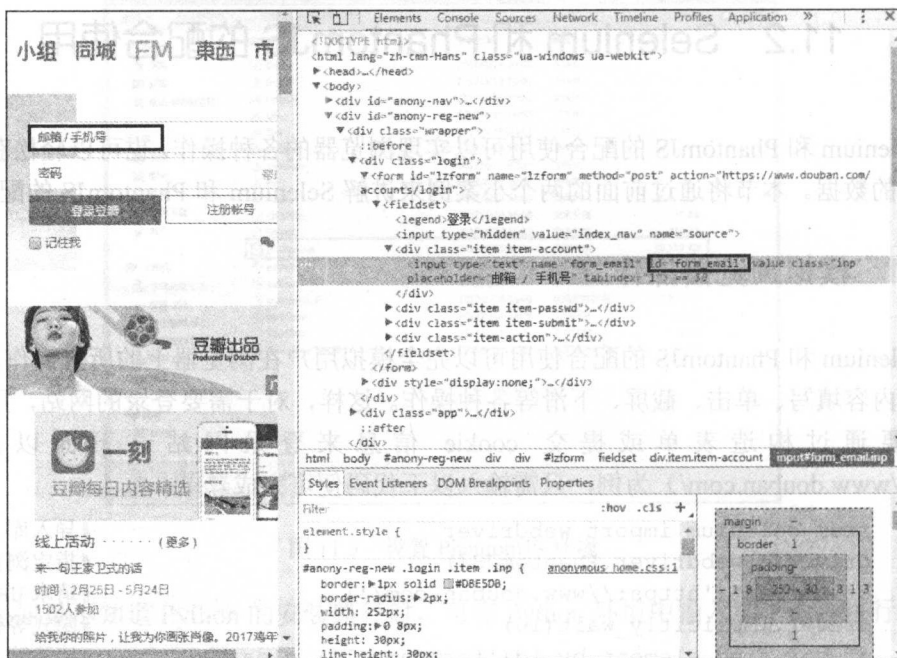 小组 同城 FM 東西 市
邮箱 / 手机号
密码
登录豆瓣 注册帐号
记住我
豆瓣出品
Produced by Douban
一刻
豆瓣每日内容精选
线上活动 · · · · · · (更多)
来一句王家卫式的话
时间：2月25日 - 5月24日
1502人参加
给我你的照片，让我为你画张肖像。2017鸡年
Elements Console Sources Network Timeline Profiles Application »
<!DOCTYPE html>
<html lang="zh-cmn-Hans" class="ua-windows ua-webkit">
▶<head>…</head>
▼<body>
▶<div id="anony-nav">…</div>
▼<div id="anony-reg-new">
▼<div class="wrapper">
::before
▼<div class="login">
▼<form id="lzform" name="lzform" method="post" action="https://www.douban.com/
accounts/login">
▼<fieldset>
<legend>登录</legend>
<input type="hidden" value="index_nav" name="source">
▼<div class="item item-account">
<input type="text" name="form_email" id="form_email" value class="inp"
placeholder="邮箱 / 手机号" tabindex="1"> == $0
</div>
▶<div class="item item-passwd">…</div>
▶<div class="item item-submit">…</div>
▶<div class="item-action">…</div>
</fieldset>
</form>
▶<div style="display:none;">…</div>
</div>
▶<div class="app">…</div>
::after
</div>
html body #anony-reg-new div div #lzform fieldset div.item.item-account input#form_email.inp
Styles Event Listeners DOM Breakpoints Properties
Filter :hov .cls +
element.style {
}
#anony-reg-new .login .item .inp { anonymous_home.css:1
border:▶1px solid #DBE5DB;
border-radius:▶2px;
width: 252px;
padding:▶0 8px;
height: 30px;
line-height: 30px;
margin -
border 1
padding -
- 1 8 252 × 30 8 1 3
-
1